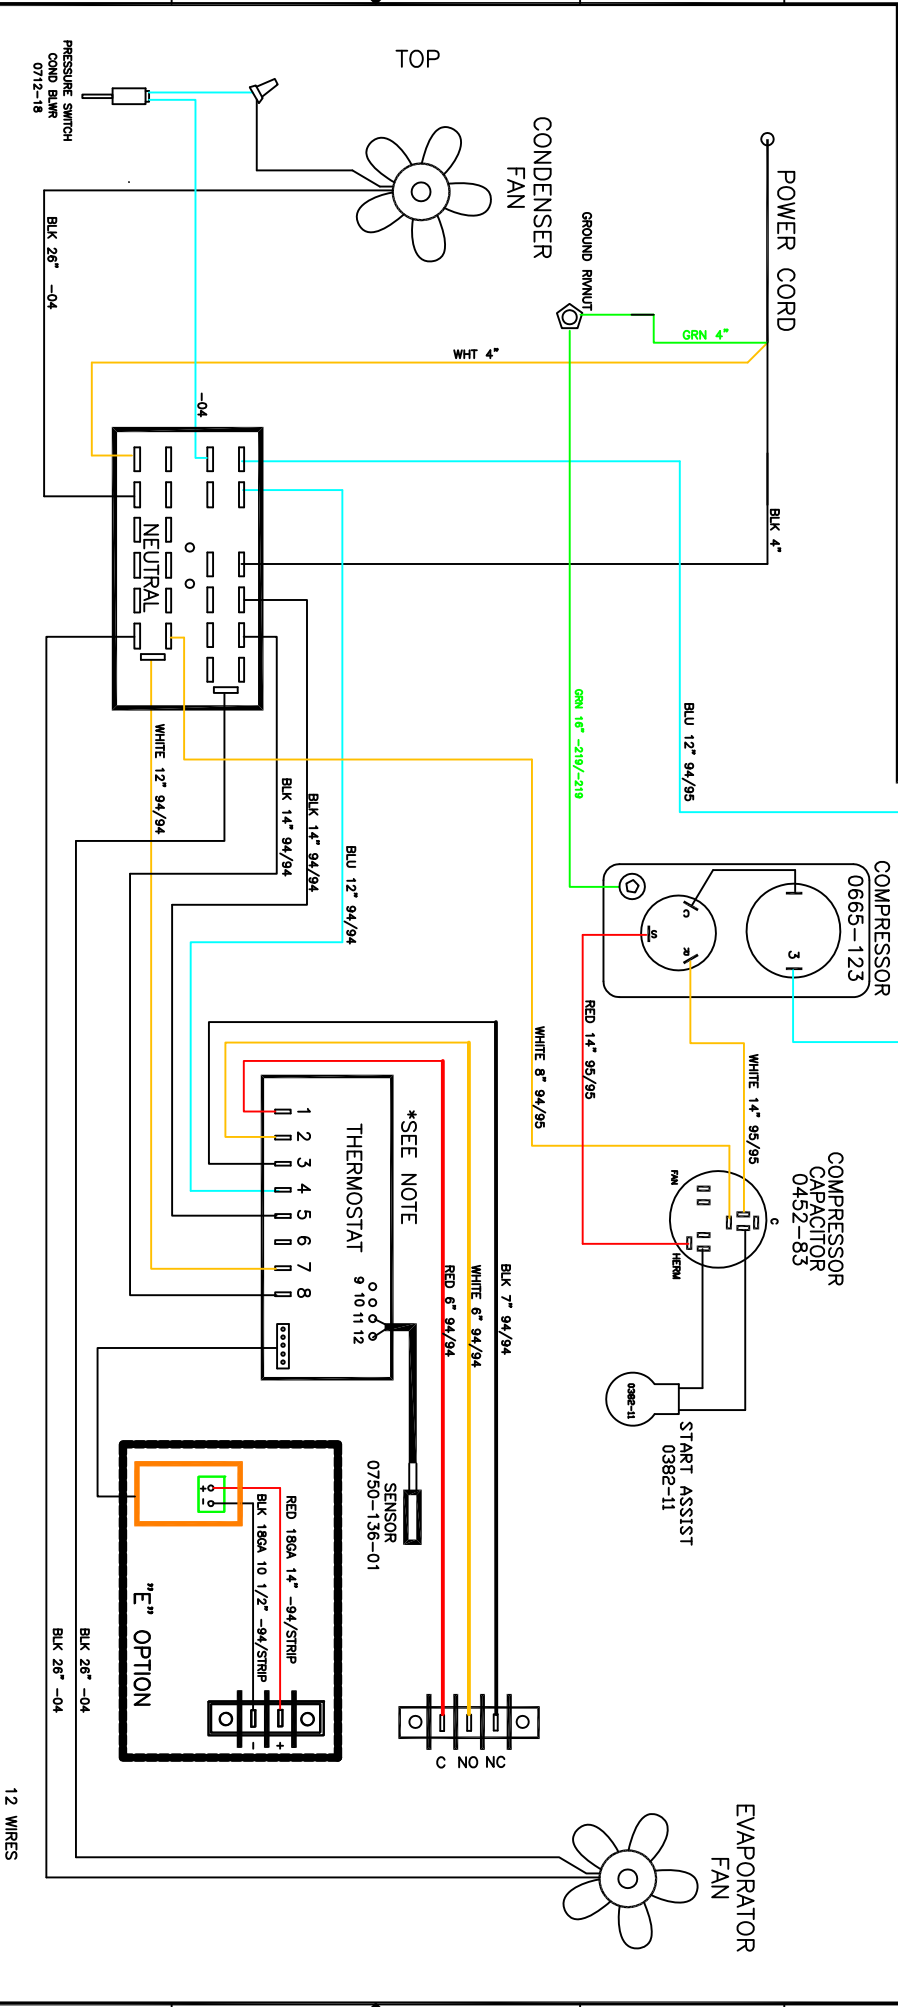 TOP
POWER CORD
CONDENSER
FAN
PRESSURE SWITCH
COND BLWR
0712-18
GROUND RIVNUT
GRN 4"
WHT 4"
BLK 26" -04
-04
BLK 4"
NEUTRAL
GRN 16" -219/-219
BLU 12" 94/95
WHITE 12" 94/94
BLK 14" 94/94
BLK 14" 94/94
BLU 12" 94/94
COMPRESSOR
0665-123
C
S
R
3
RED 14" 95/95
WHITE 8" 94/95
WHITE 14" 95/95
COMPRESSOR
CAPACITOR
0452-83
FAN
C
HERM
*SEE NOTE
THERMOSTAT
1
2
3
4
5
6
7
8
9 10 11 12
BLK 7" 94/94
WHITE 6" 94/94
RED 6" 94/94
0382-11
START ASSIST
0382-11
SENSOR
0750-136-01
+ -
RED 18GA 14" -94/STRIP
BLK 18GA 10 1/2" -94/STRIP
"E" OPTION
- +
C NO NC
BLK 26" -04
BLK 26" -04
EVAPORATOR
FAN
12 WIRES